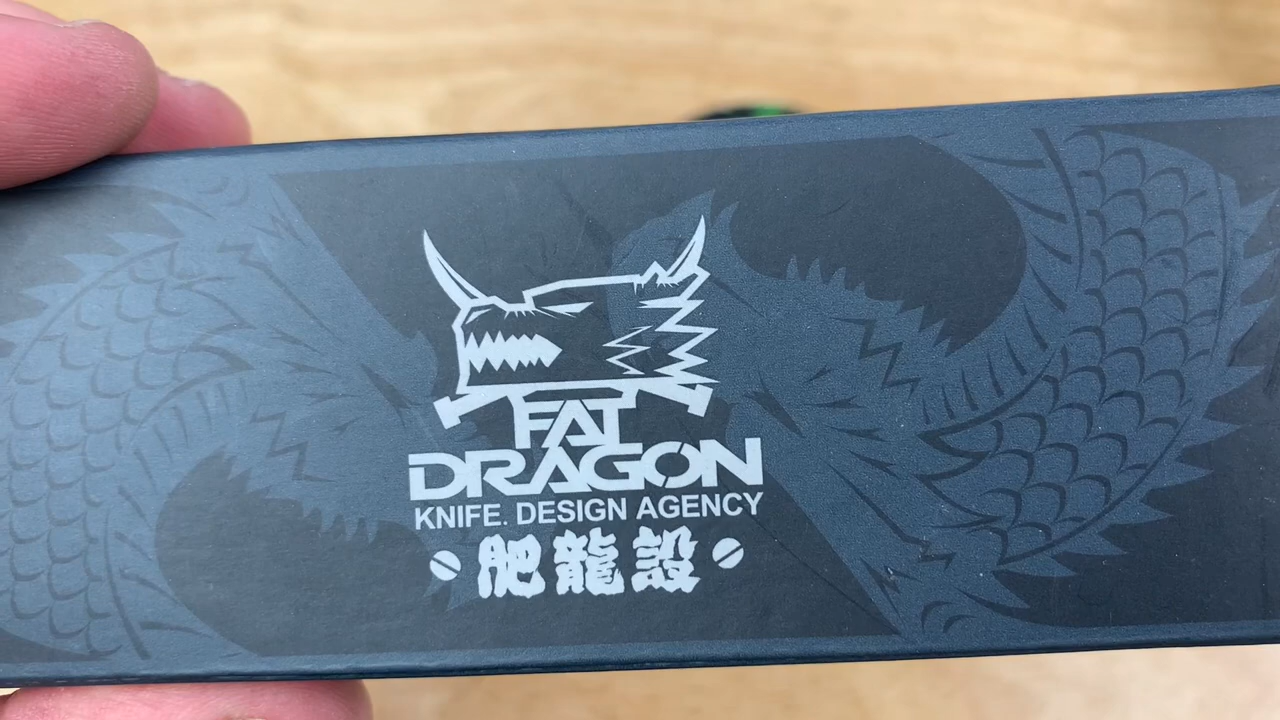 FAT
DRAGON
KNIFE. DESIGN AGENCY
肥龍設